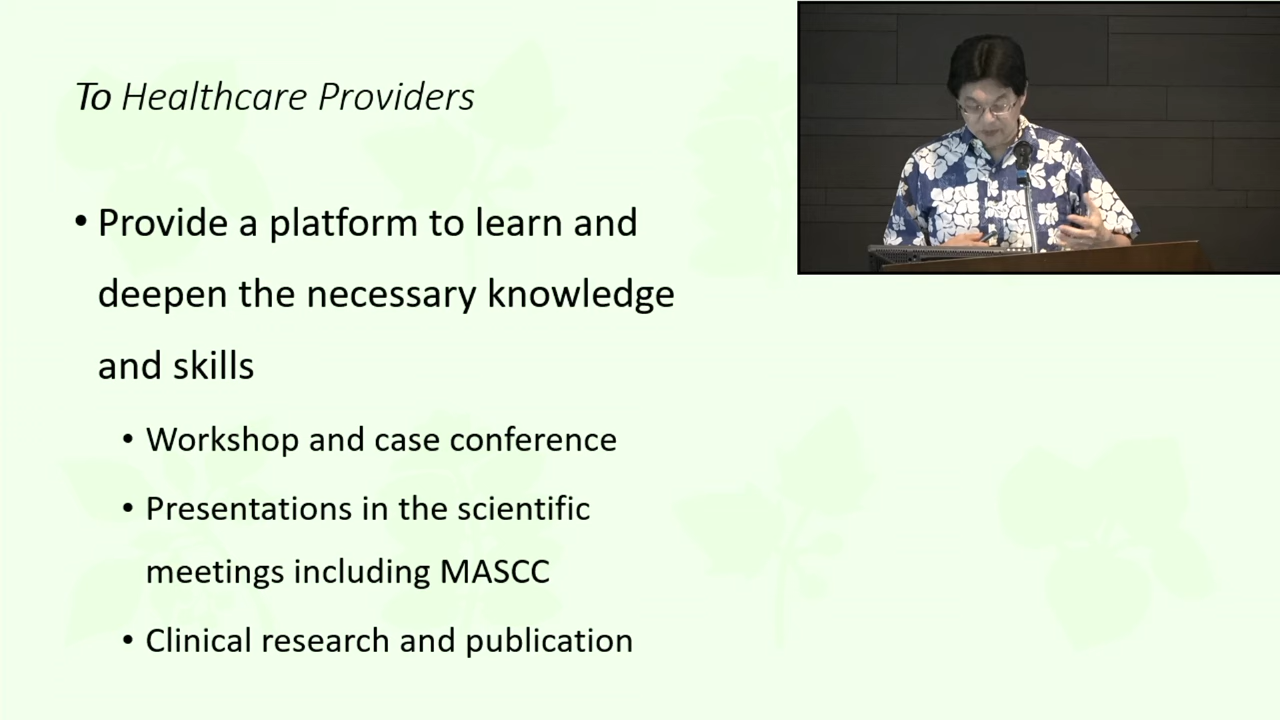 To Healthcare Providers
• Provide a platform to learn and
deepen the necessary knowledge
and skills
• Workshop and case conference
• Presentations in the scientific
meetings including MASCC
• Clinical research and publication